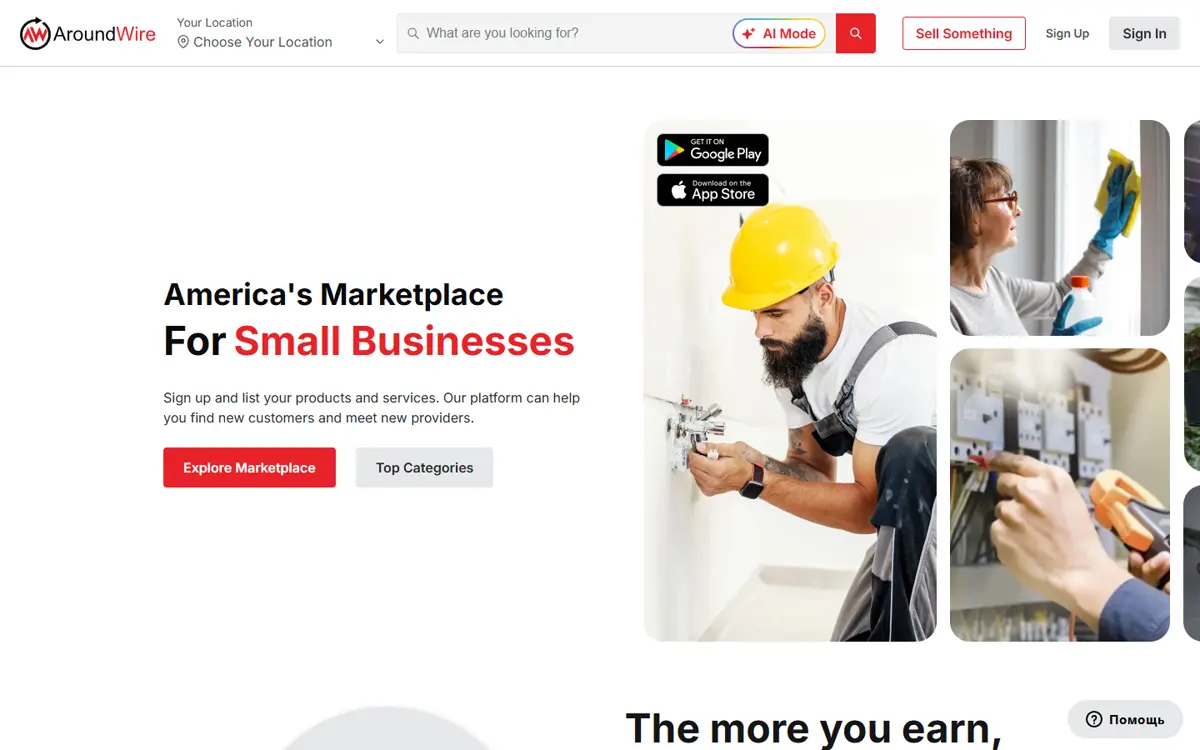 AroundWire
Your Location
Choose Your Location
What are you looking for?
AI Mode
Sell Something
Sign Up
Sign In
GET IT ON
Google Play
Download on the
App Store
America's Marketplace
For Small Businesses
Sign up and list your products and services. Our platform can help
you find new customers and meet new providers.
Explore Marketplace
Top Categories
The more you earn,
Помощь